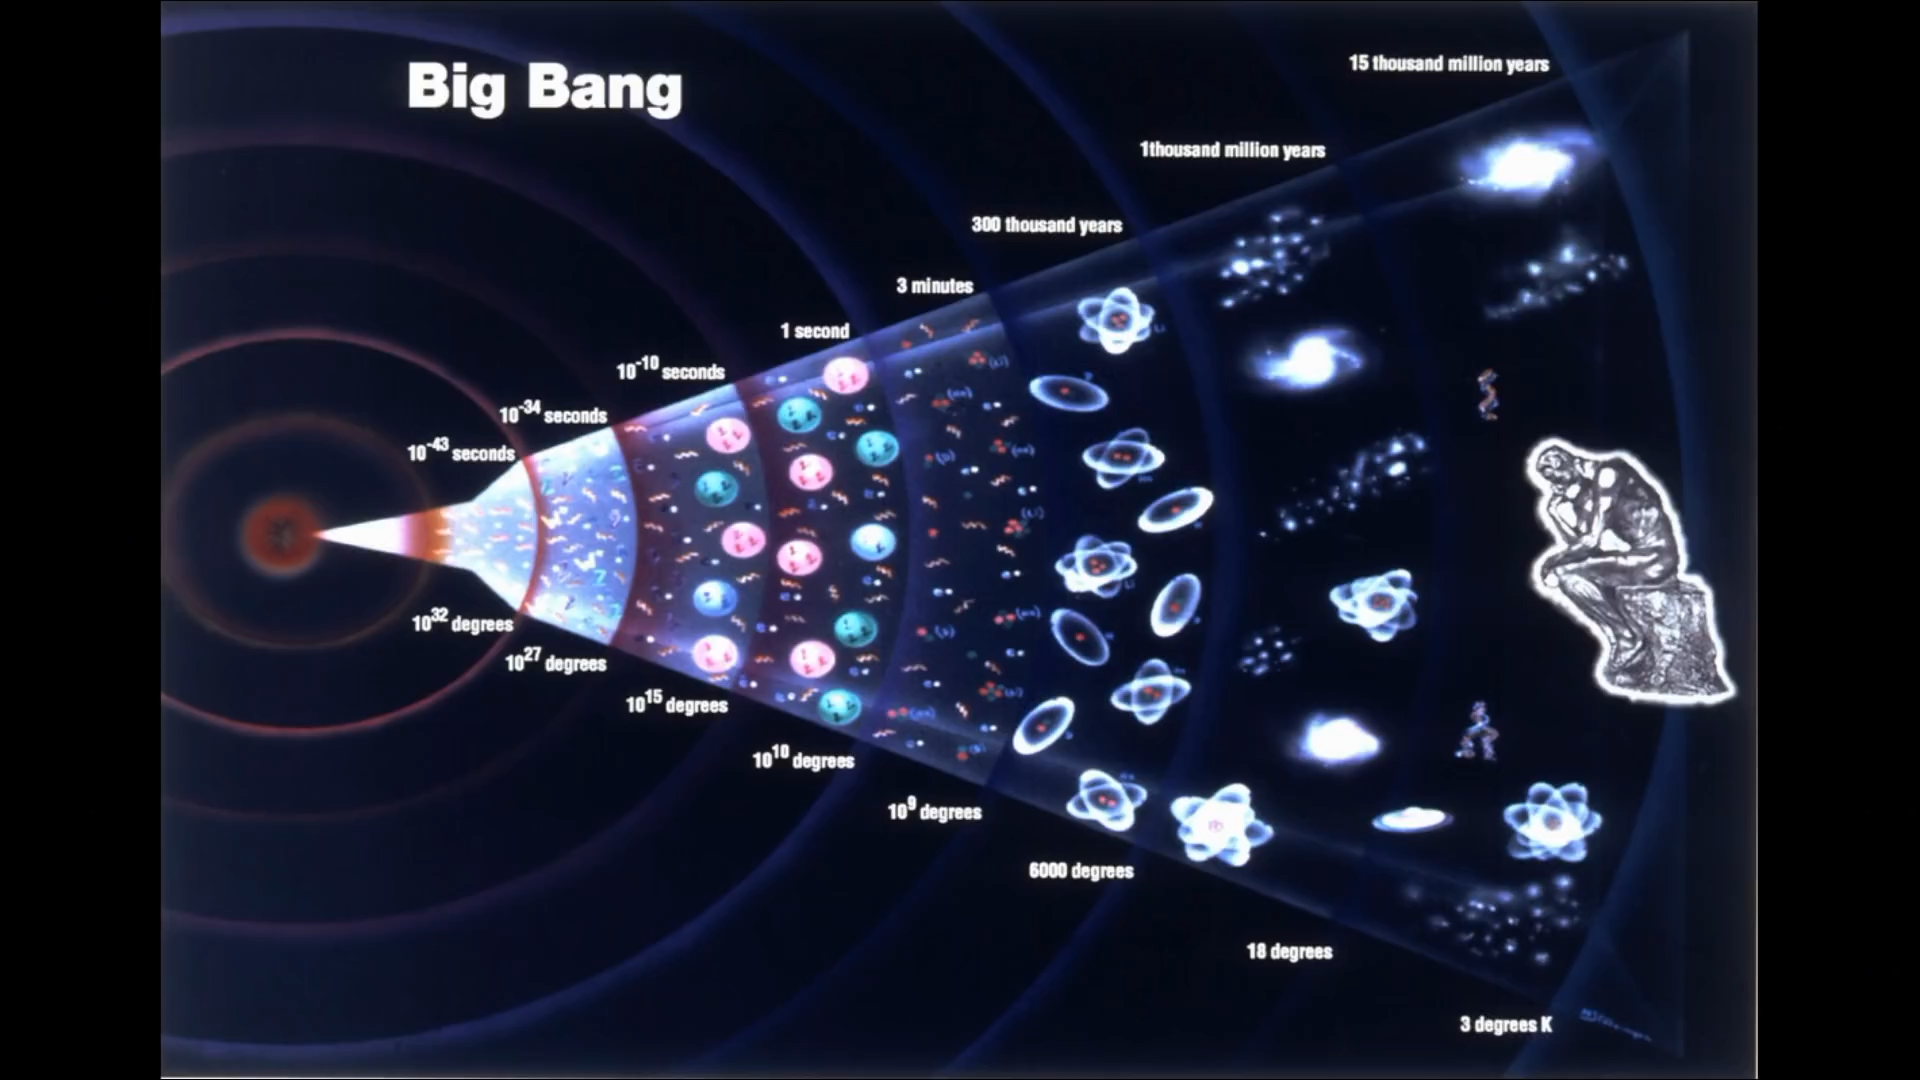 Big Bang
15 thousand million years
1thousand million years
300 thousand years
3 minutes
1 second
10-10 seconds
10-34 seconds
10-43 seconds
1032 degrees
1027 degrees
1015 degrees
1010 degrees
109 degrees
6000 degrees
18 degrees
3 degrees K